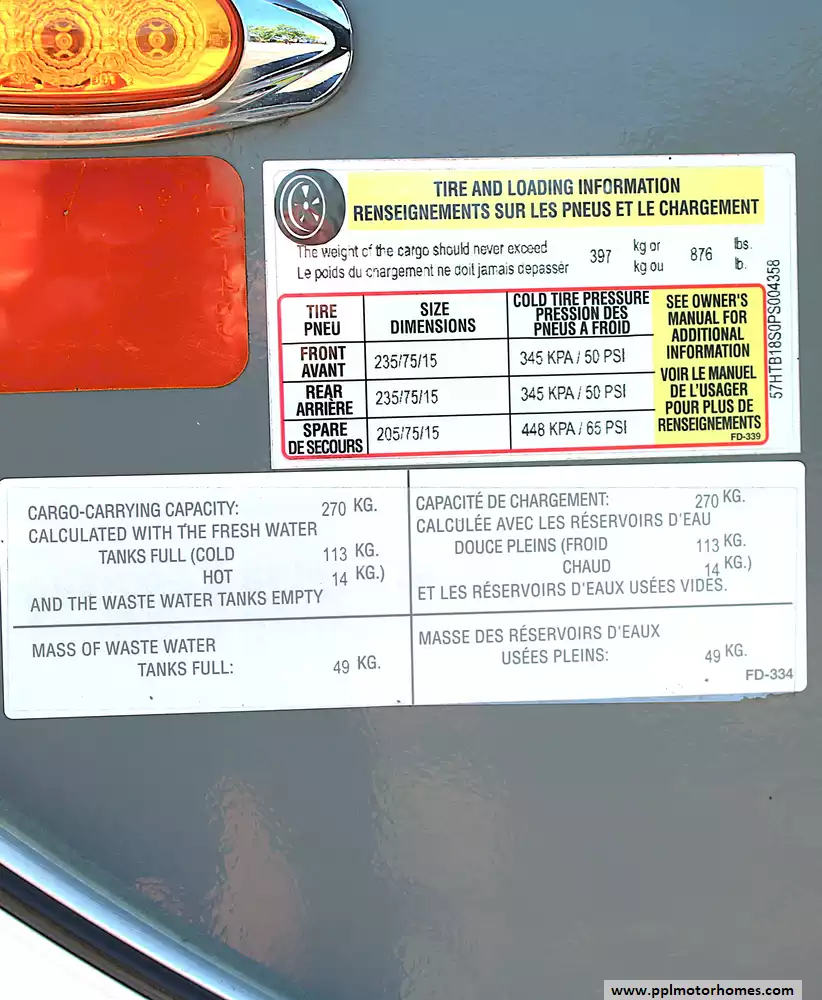 TIRE AND LOADING INFORMATION
RENSEIGNEMENTS SUR LES PNEUS ET LE CHARGEMENT
The weight of the cargo should never exceed 397 kg or 876 lbs.
Le poids du chargement ne doit jamais depasser kg ou lb.
TIRE PNEU
SIZE DIMENSIONS
COLD TIRE PRESSURE PRESSION DES PNEUS A FROID
FRONT AVANT 235/75/15 345 KPA / 50 PSI
REAR ARRIÈRE 235/75/15 345 KPA / 50 PSI
SPARE DE SECOURS 205/75/15 448 KPA / 65 PSI
SEE OWNER'S
MANUAL FOR
ADDITIONAL
INFORMATION
VOIR LE MANUEL
DE L'USAGER
POUR PLUS DE
RENSEIGNEMENTS
FD-339
57HTB18S0PS004358
CARGO-CARRYING CAPACITY: 270 KG.
CALCULATED WITH THE FRESH WATER
TANKS FULL (COLD 113 KG.
HOT 14 KG.)
AND THE WASTE WATER TANKS EMPTY
MASS OF WASTE WATER
TANKS FULL: 49 KG.
CAPACITÉ DE CHARGEMENT: 270 KG.
CALCULÉE AVEC LES RÉSERVOIRS D'EAU
DOUCE PLEINS (FROID 113 KG.
CHAUD 14 KG.)
ET LES RÉSERVOIRS D'EAUX USÉES VIDES.
MASSE DES RÉSERVOIRS D'EAUX
USÉES PLEINS: 49 KG.
FD-334
www.pplmotorhomes.com